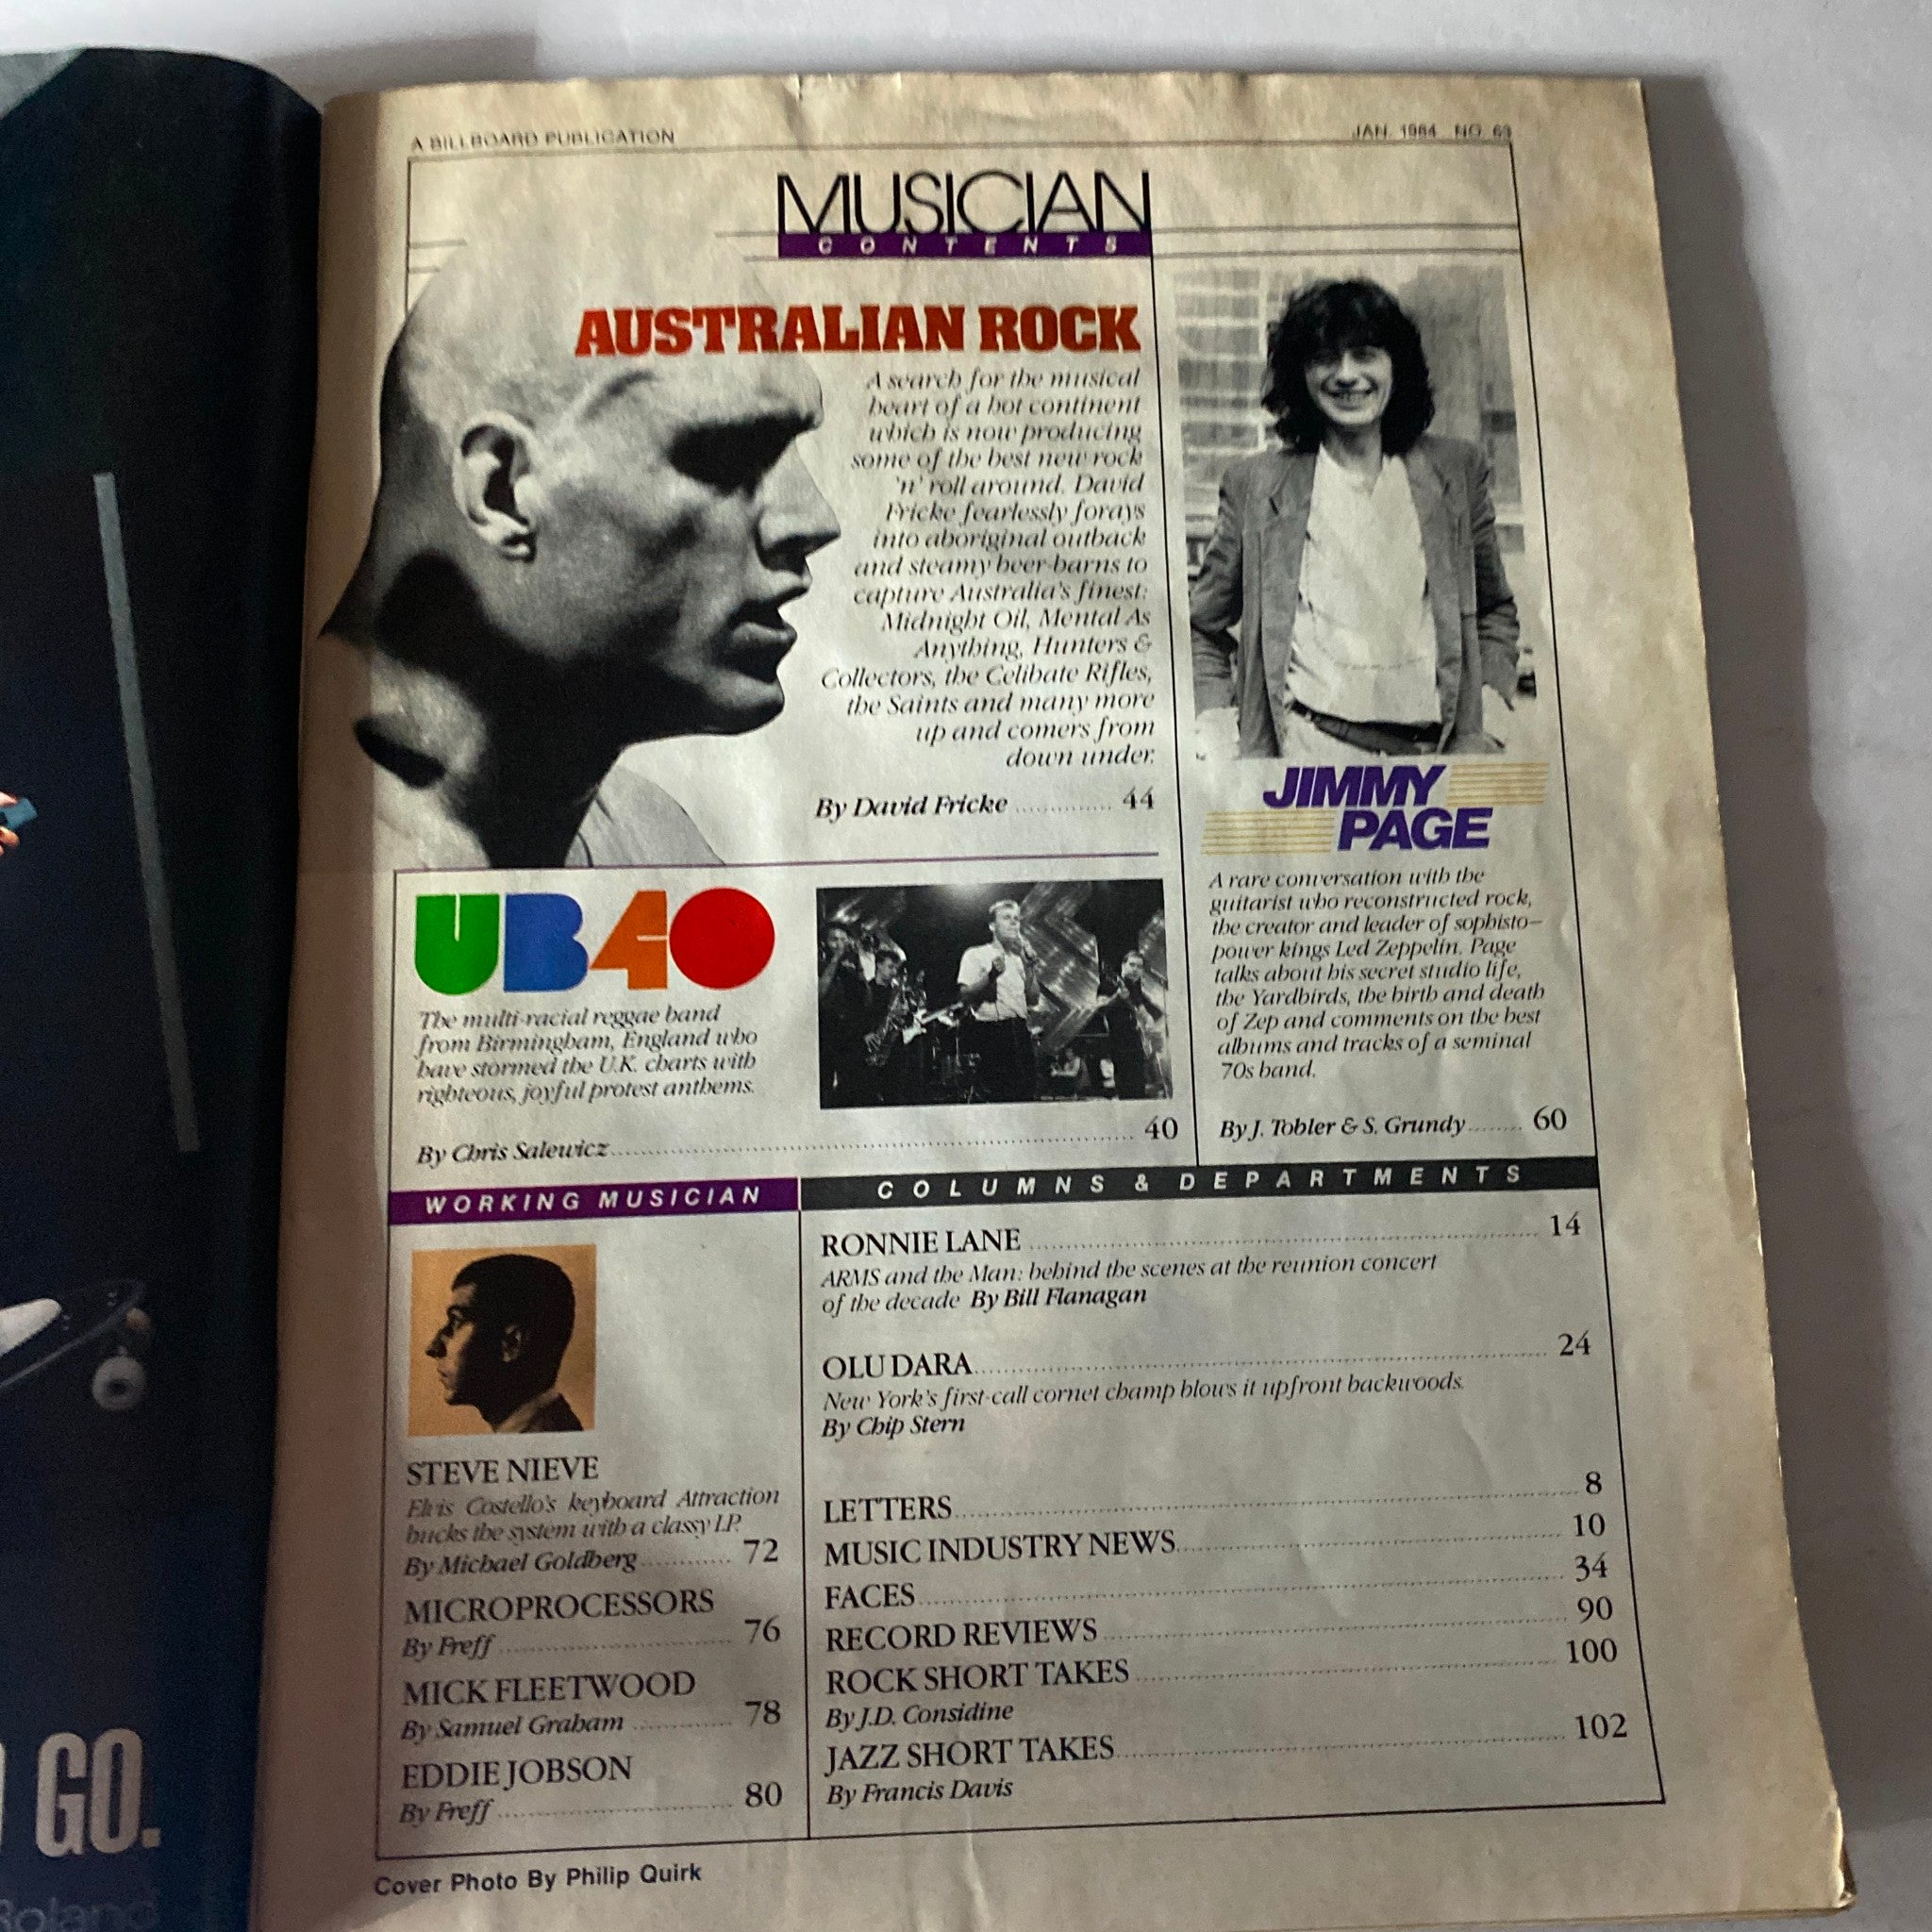 A BILLBOARD PUBLICATION
JAN. 1984 NO. 63
MUSICIAN
CONTENTS
AUSTRALIAN ROCK
A search for the musical
heart of a hot continent
which is now producing
some of the best new rock
'n' roll around. David
Fricke fearlessly forays
into aboriginal outback
and steamy beer-barns to
capture Australia's finest:
Midnight Oil, Mental As
Anything, Hunters &
Collectors, the Celibate Rifles,
the Saints and many more
up and comers from
down under.
By David Fricke ............. 44
JIMMY
PAGE
A rare conversation with the
guitarist who reconstructed rock,
the creator and leader of sophisto—
power kings Led Zeppelin. Page
talks about his secret studio life,
the Yardbirds, the birth and death
of Zep and comments on the best
albums and tracks of a seminal
70s band.
By J. Tobler & S. Grundy ........ 60
UB40
The multi-racial reggae band
from Birmingham, England who
have stormed the U.K. charts with
righteous, joyful protest anthems.
By Chris Salewicz ............. 40
WORKING MUSICIAN
STEVE NIEVE
Elvis Costello's keyboard Attraction
bucks the system with a classy LP.
By Michael Goldberg ............. 72
MICROPROCESSORS
By Freff ............. 76
MICK FLEETWOOD
By Samuel Graham ............. 78
EDDIE JOBSON
By Freff ............. 80
COLUMNS & DEPARTMENTS
RONNIE LANE ............. 14
ARMS and the Man: behind the scenes at the reunion concert
of the decade By Bill Flanagan
OLU DARA ............. 24
New York's first-call cornet champ blows it upfront backwoods.
By Chip Stern
LETTERS ............. 8
MUSIC INDUSTRY NEWS ............. 10
FACES ............. 34
RECORD REVIEWS ............. 90
ROCK SHORT TAKES ............. 100
By J.D. Considine
JAZZ SHORT TAKES ............. 102
By Francis Davis
Cover Photo By Philip Quirk
GO.
Roland